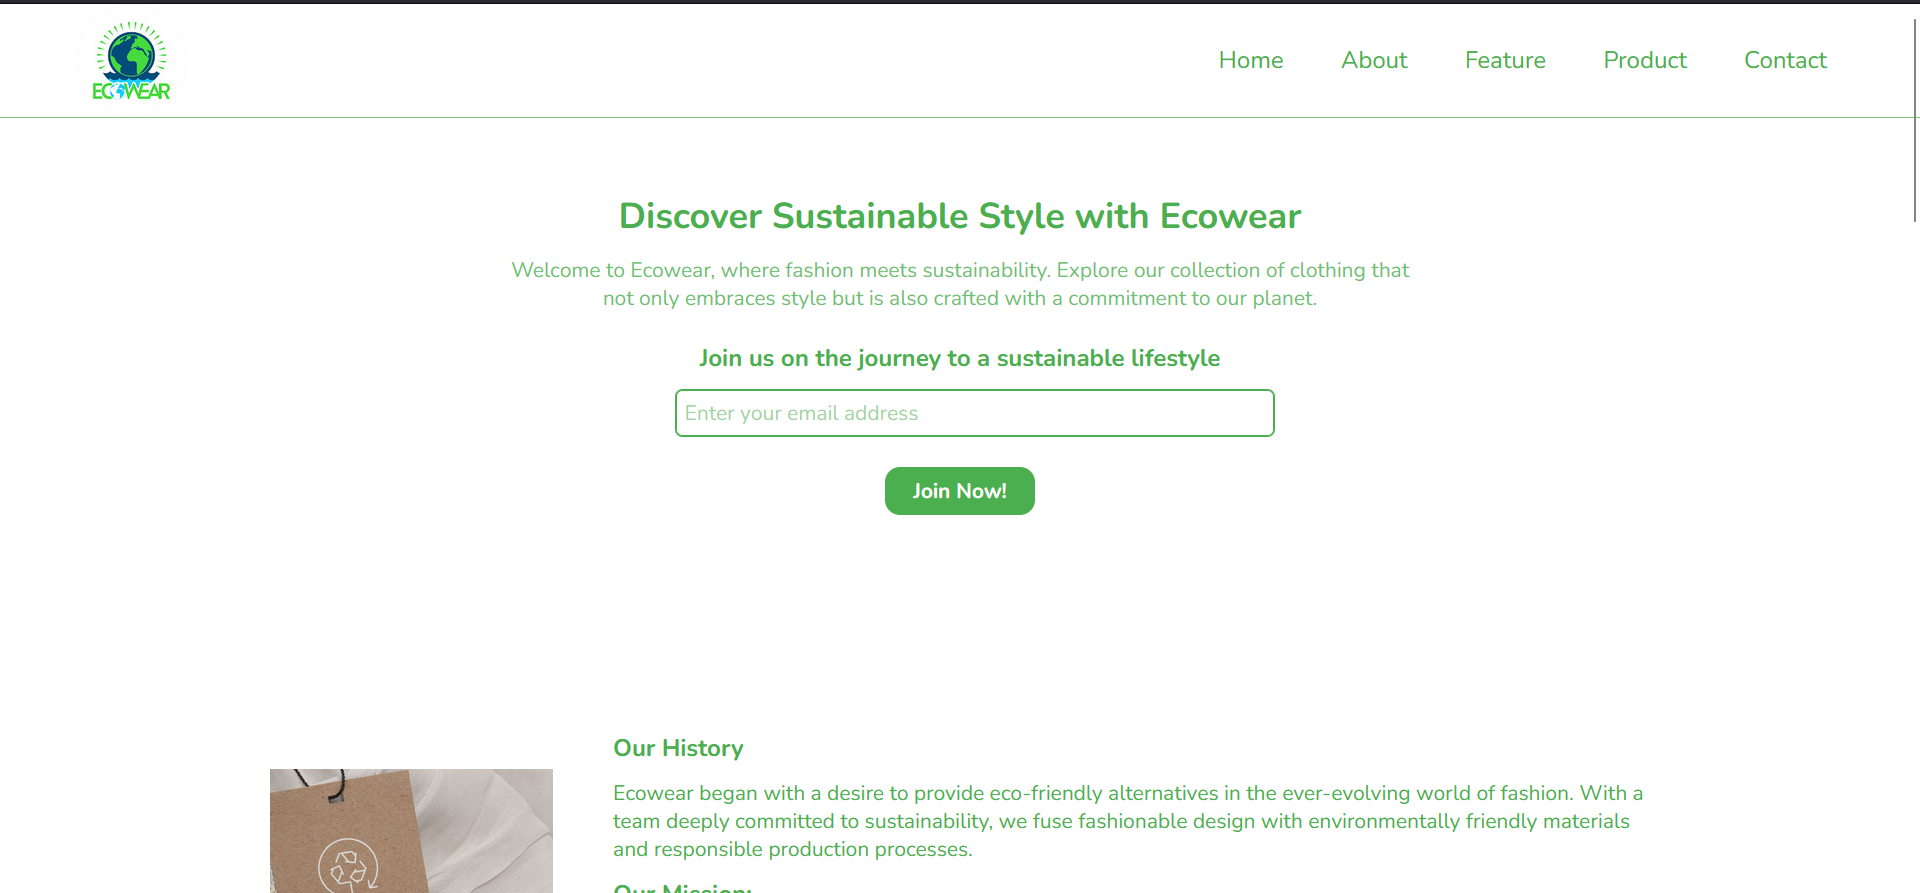 ECOWEAR
Home About Feature Product Contact
Discover Sustainable Style with Ecowear
Welcome to Ecowear, where fashion meets sustainability. Explore our collection of clothing that
not only embraces style but is also crafted with a commitment to our planet.
Join us on the journey to a sustainable lifestyle
Enter your email address
Join Now!
Our History
Ecowear began with a desire to provide eco-friendly alternatives in the ever-evolving world of fashion. With a
team deeply committed to sustainability, we fuse fashionable design with environmentally friendly materials
and responsible production processes.
Our Mission: